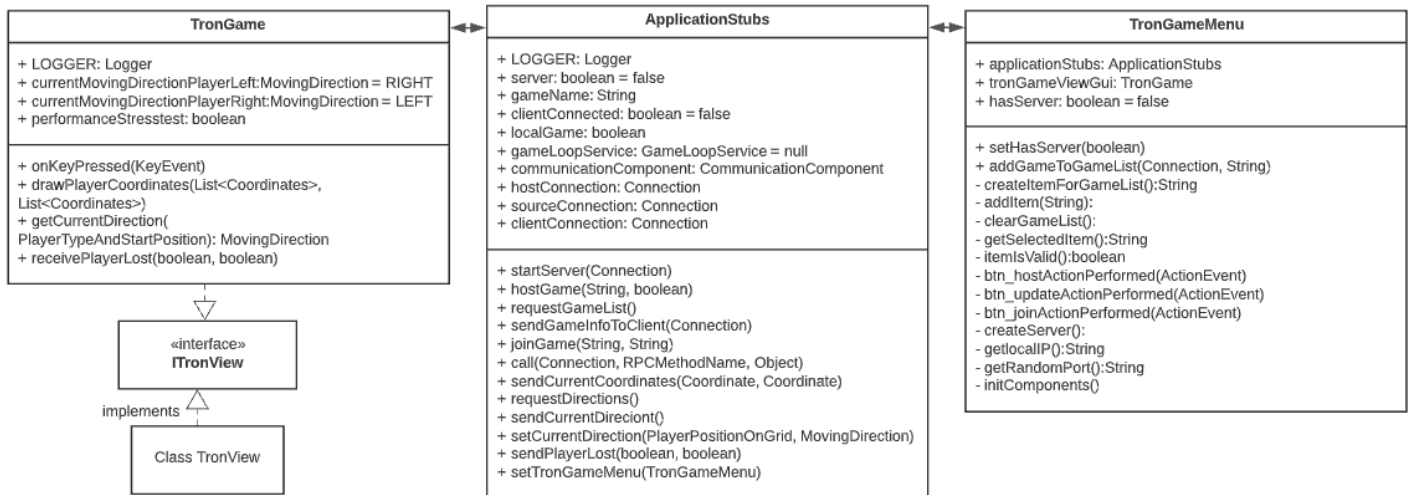 TronGame
+ LOGGER: Logger
+ currentMovingDirectionPlayerLeft:MovingDirection = RIGHT
+ currentMovingDirectionPlayerRight:MovingDirection = LEFT
+ performanceStresstest: boolean
+ onKeyPressed(KeyEvent)
+ drawPlayerCoordinates(List<Coordinates>,
List<Coordinates>)
+ getCurrentDirection(
PlayerTypeAndStartPosition): MovingDirection
+ receivePlayerLost(boolean, boolean)
«interface»
ITronView
implements
Class TronView
ApplicationStubs
+ LOGGER: Logger
+ server: boolean = false
+ gameName: String
+ clientConnected: boolean = false
+ localGame: boolean
+ gameLoopService: GameLoopService = null
+ communicationComponent: CommunicationComponent
+ hostConnection: Connection
+ sourceConnection: Connection
+ clientConnection: Connection
+ startServer(Connection)
+ hostGame(String, boolean)
+ requestGameList()
+ sendGameInfoToClient(Connection)
+ joinGame(String, String)
+ call(Connection, RPCMethodName, Object)
+ sendCurrentCoordinates(Coordinate, Coordinate)
+ requestDirections()
+ sendCurrentDireciont()
+ setCurrentDirection(PlayerPositionOnGrid, MovingDirection)
+ sendPlayerLost(boolean, boolean)
+ setTronGameMenu(TronGameMenu)
TronGameMenu
+ applicationStubs: ApplicationStubs
+ tronGameViewGui: TronGame
+ hasServer: boolean = false
+ setHasServer(boolean)
+ addGameToGameList(Connection, String)
- createItemForGameList():String
- addItem(String):
- clearGameList():
- getSelectedItem():String
- itemIsValid():boolean
- btn_hostActionPerformed(ActionEvent)
- btn_updateActionPerformed(ActionEvent)
- btn_joinActionPerformed(ActionEvent)
- createServer():
- getlocalIP():String
- getRandomPort():String
- initComponents()